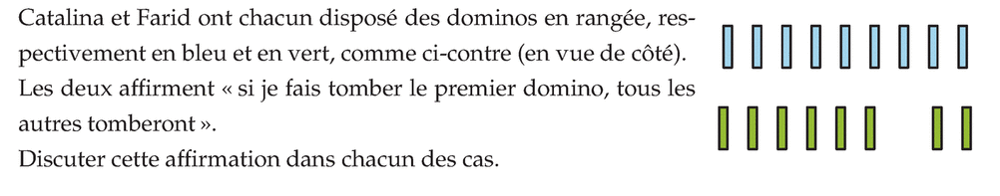 Catalina et Farid ont chacun disposé des dominos en rangée, res-
pectivement en bleu et en vert, comme ci-contre (en vue de côté).
Les deux affirment « si je fais tomber le premier domino, tous les
autres tomberont ».
Discuter cette affirmation dans chacun des cas.